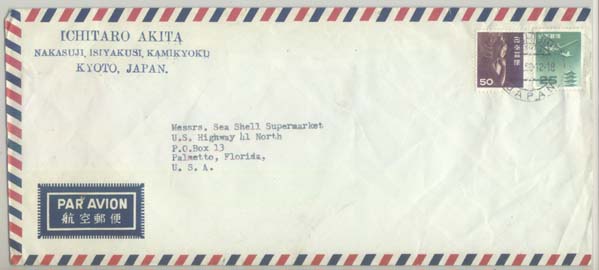 ICHITARO AKITA
NAKASUJI, ISIYAKUSI, KAMIKYOKU
KYOTO, JAPAN.
50
25
JAPAN
Messrs. Sea Shell Supermarket
U.S. Highway 41 North
P.O.Box 13
Palmetto, Florida,
U. S. A.
PAR AVION
航空郵便